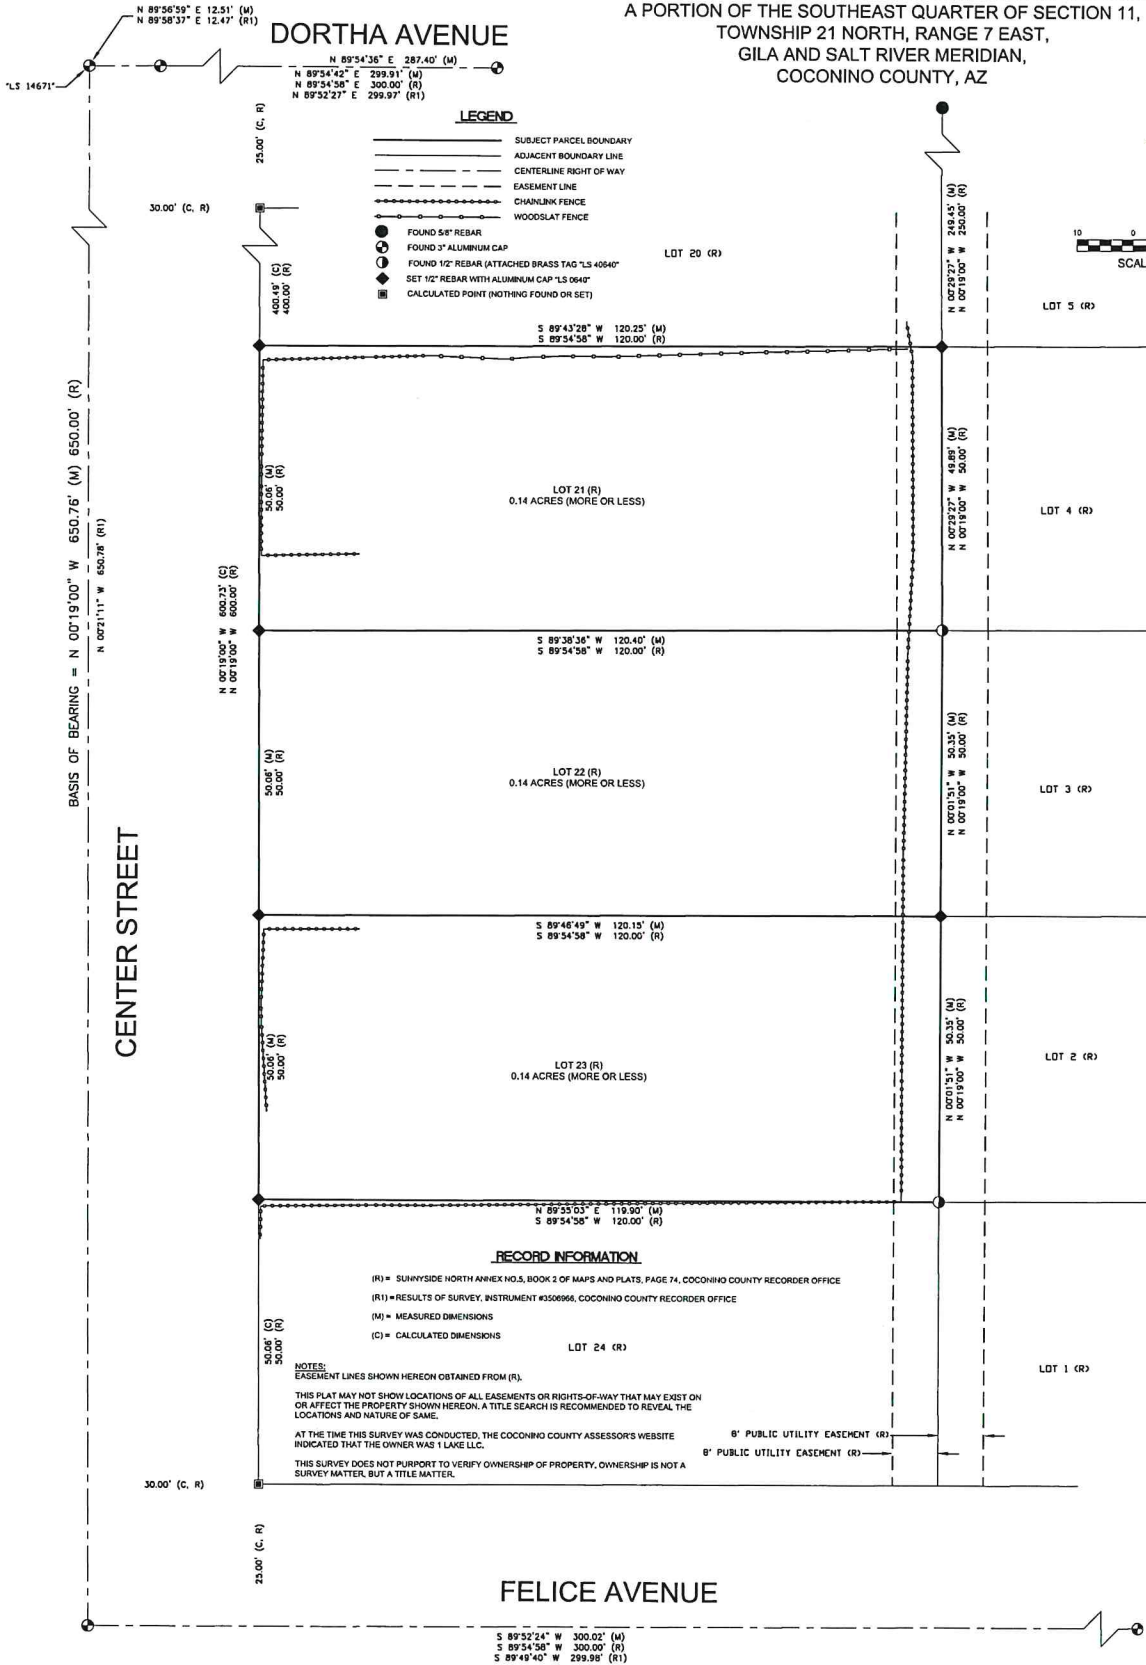 N 89°56'59" E 12.51' (M)
N 89°58'37" E 12.47' (R1)
DORTHA AVENUE
A PORTION OF THE SOUTHEAST QUARTER OF SECTION 11,
TOWNSHIP 21 NORTH, RANGE 7 EAST,
GILA AND SALT RIVER MERIDIAN,
COCONINO COUNTY, AZ
"LS 14671"
N 89°54'36" E 287.40' (M)
N 89°54'42" E 299.91' (M)
N 89°54'58" E 300.00' (R)
N 89°52'27" E 299.97' (R1)
25.00' (C, R)
LEGEND
SUBJECT PARCEL BOUNDARY
ADJACENT BOUNDARY LINE
CENTERLINE RIGHT OF WAY
EASEMENT LINE
CHAINLINK FENCE
WOODSLAT FENCE
FOUND 5/8" REBAR
FOUND 3" ALUMINUM CAP
FOUND 1/2" REBAR (ATTACHED BRASS TAG "LS 40640"
SET 1/2" REBAR WITH ALUMINUM CAP "LS 0640"
CALCULATED POINT (NOTHING FOUND OR SET)
30.00' (C, R)
400.49' (C)
400.00' (R)
LOT 20 (R)
N 00°29'27" W 249.45' (M)
N 00°19'00" W 250.00' (R)
10 0
SCAL
LOT 5 (R)
S 89°43'28" W 120.25' (M)
S 89°54'58" W 120.00' (R)
BASIS OF BEARING = N 00°19'00" W 650.76' (M) 650.00' (R)
N 00°21'11" W 650.78' (R1)
N 00°19'00" W 600.73' (C)
N 00°19'00" W 600.00' (R)
50.06' (M)
50.00' (R)
LOT 21 (R)
0.14 ACRES (MORE OR LESS)
N 00°29'27" W 49.89' (M)
N 00°19'00" W 50.00' (R)
LOT 4 (R)
S 89°38'36" W 120.40' (M)
S 89°54'58" W 120.00' (R)
50.06' (M)
50.00' (R)
LOT 22 (R)
0.14 ACRES (MORE OR LESS)
N 00°01'51" W 50.35' (M)
N 00°19'00" W 50.00' (R)
LOT 3 (R)
CENTER STREET
S 89°46'49" W 120.15' (M)
S 89°54'58" W 120.00' (R)
50.06' (M)
50.00' (R)
LOT 23 (R)
0.14 ACRES (MORE OR LESS)
N 00°01'51" W 50.35' (M)
N 00°19'00" W 50.00' (R)
LOT 2 (R)
N 89°55'03" E 119.90' (M)
S 89°54'58" W 120.00' (R)
RECORD INFORMATION
(R) = SUNNYSIDE NORTH ANNEX NO.5, BOOK 2 OF MAPS AND PLATS, PAGE 74, COCONINO COUNTY RECORDER OFFICE
(R1) = RESULTS OF SURVEY, INSTRUMENT #3506966, COCONINO COUNTY RECORDER OFFICE
(M) = MEASURED DIMENSIONS
(C) = CALCULATED DIMENSIONS
50.06' (C)
50.00' (R)
LOT 24 (R)
LOT 1 (R)
NOTES:
EASEMENT LINES SHOWN HEREON OBTAINED FROM (R).
THIS PLAT MAY NOT SHOW LOCATIONS OF ALL EASEMENTS OR RIGHTS-OF-WAY THAT MAY EXIST ON
OR AFFECT THE PROPERTY SHOWN HEREON. A TITLE SEARCH IS RECOMMENDED TO REVEAL THE
LOCATIONS AND NATURE OF SAME.
AT THE TIME THIS SURVEY WAS CONDUCTED, THE COCONINO COUNTY ASSESSOR'S WEBSITE
INDICATED THAT THE OWNER WAS 1 LAKE LLC.
THIS SURVEY DOES NOT PURPORT TO VERIFY OWNERSHIP OF PROPERTY, OWNERSHIP IS NOT A
SURVEY MATTER, BUT A TITLE MATTER.
8' PUBLIC UTILITY EASEMENT (R)
8' PUBLIC UTILITY EASEMENT (R)
30.00' (C, R)
25.00' (C, R)
FELICE AVENUE
S 89°52'24" W 300.02' (M)
S 89°54'58" W 300.00' (R)
S 89°49'40" W 299.98' (R1)